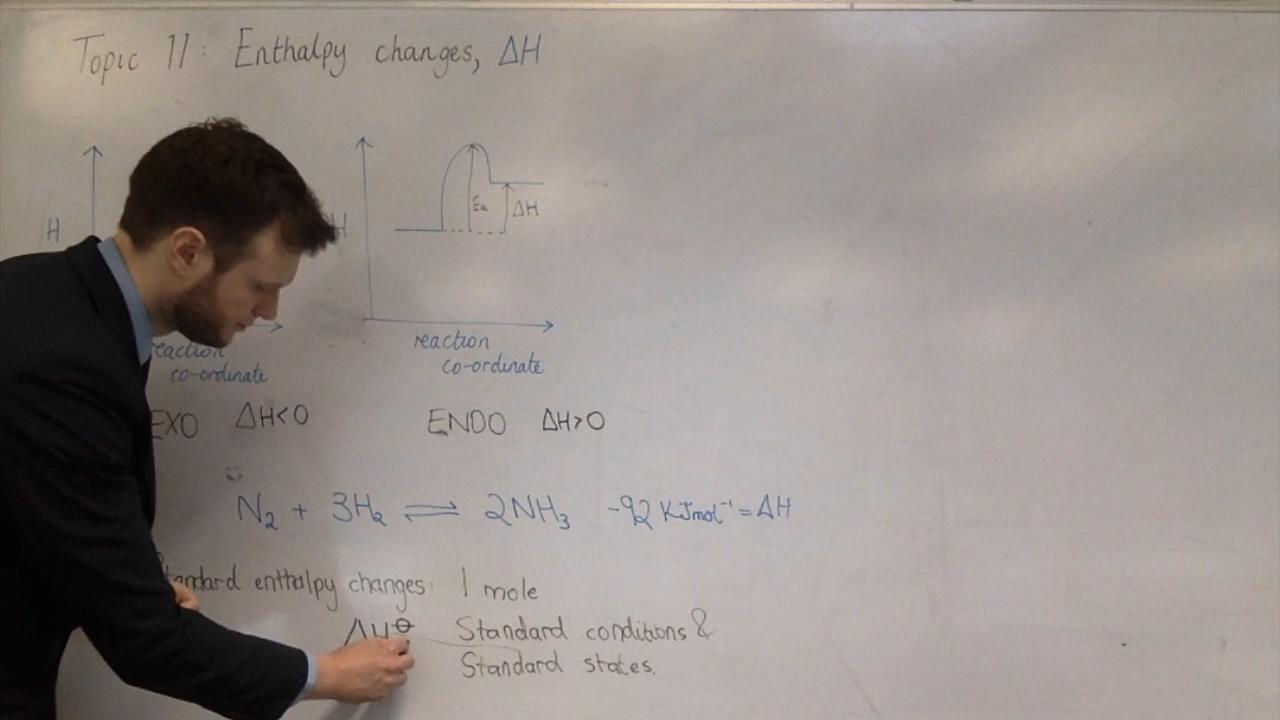 Topic 11: Enthalpy changes, ΔH
H
H
Ea
ΔH
reaction
co-ordinate
reaction
co-ordinate
EXO ΔH<0
ENDO ΔH>0
N₂ + 3H₂ ⇌ 2NH₃ -92 KJmol⁻¹ = ΔH
Standard enthalpy changes: 1 mole
ΔH⊖ Standard conditions &
Standard states.